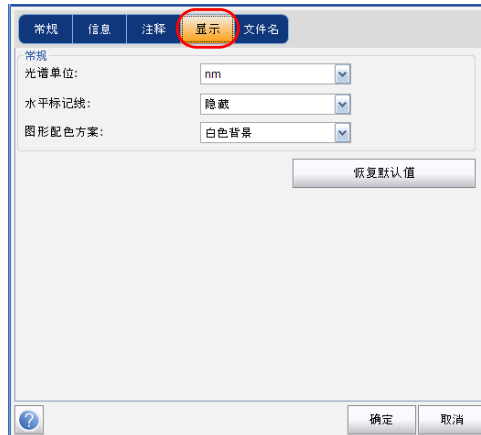 常规 信息 注释 显示 文件名
常规
光谱单位: nm
水平标记线: 隐藏
图形配色方案: 白色背景
恢复默认值
? 确定 取消